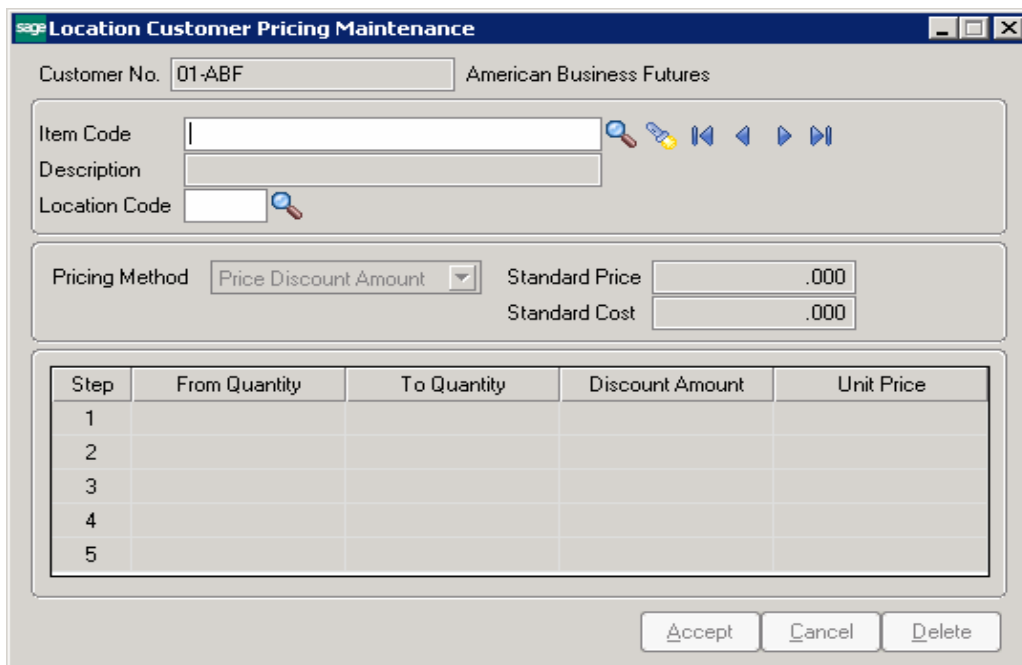 sage Location Customer Pricing Maintenance
Customer No. 01-ABF American Business Futures
Item Code
Description
Location Code
Pricing Method Price Discount Amount Standard Price .000
Standard Cost .000
Step From Quantity To Quantity Discount Amount Unit Price
1
2
3
4
5
Accept Cancel Delete